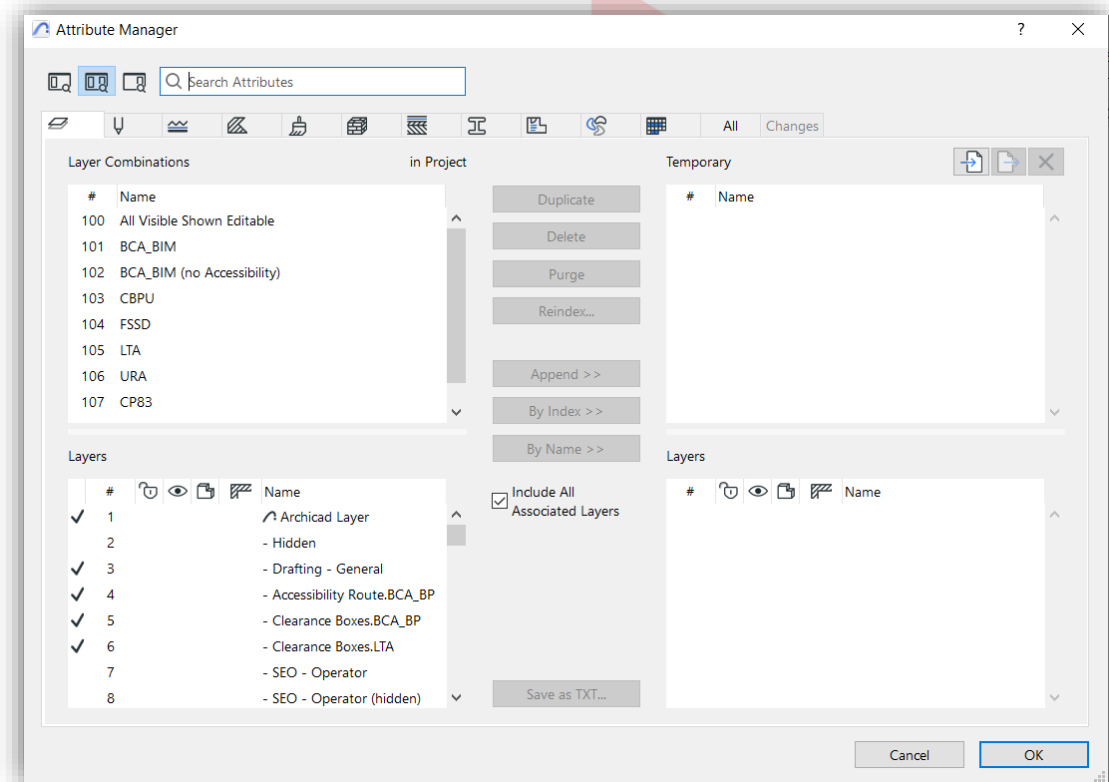 Attribute Manager
?
Search Attributes
All Changes
Layer Combinations in Project
# Name
100 All Visible Shown Editable
101 BCA_BIM
102 BCA_BIM (no Accessibility)
103 CBPU
104 FSSD
105 LTA
106 URA
107 CP83
Duplicate
Delete
Purge
Reindex...
Append >>
By Index >>
By Name >>
Include All
Associated Layers
Save as TXT...
Temporary
# Name
Layers
# Name
1 Archicad Layer
2 - Hidden
3 - Drafting - General
4 - Accessibility Route.BCA_BP
5 - Clearance Boxes.BCA_BP
6 - Clearance Boxes.LTA
7 - SEO - Operator
8 - SEO - Operator (hidden)
Layers
# Name
Cancel OK